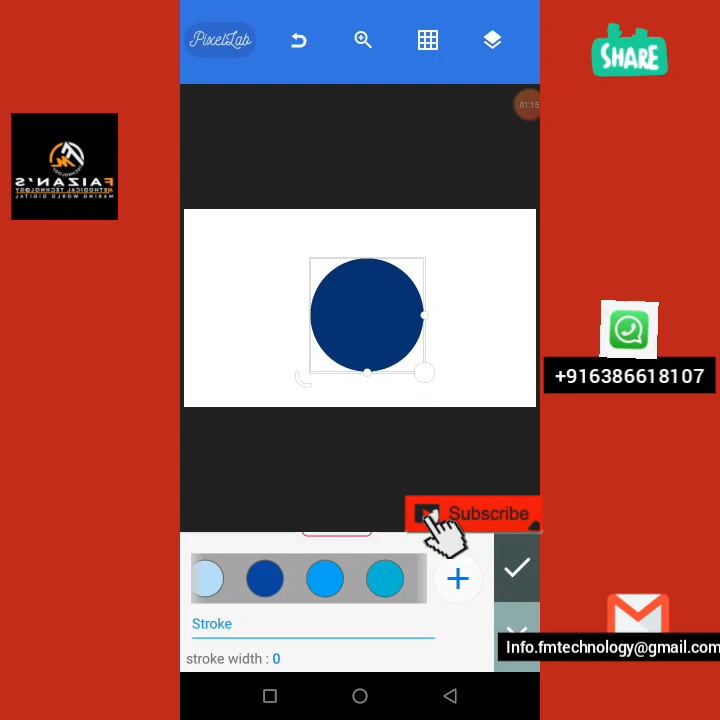 PixelLab
SHARE
01:15
FAIZAN'S
METHODICAL TECHNOLOGY
MAKING WORLD DIGITAL
+916386618107
Subscribe
Stroke
stroke width : 0
Info.fmtechnology@gmail.com